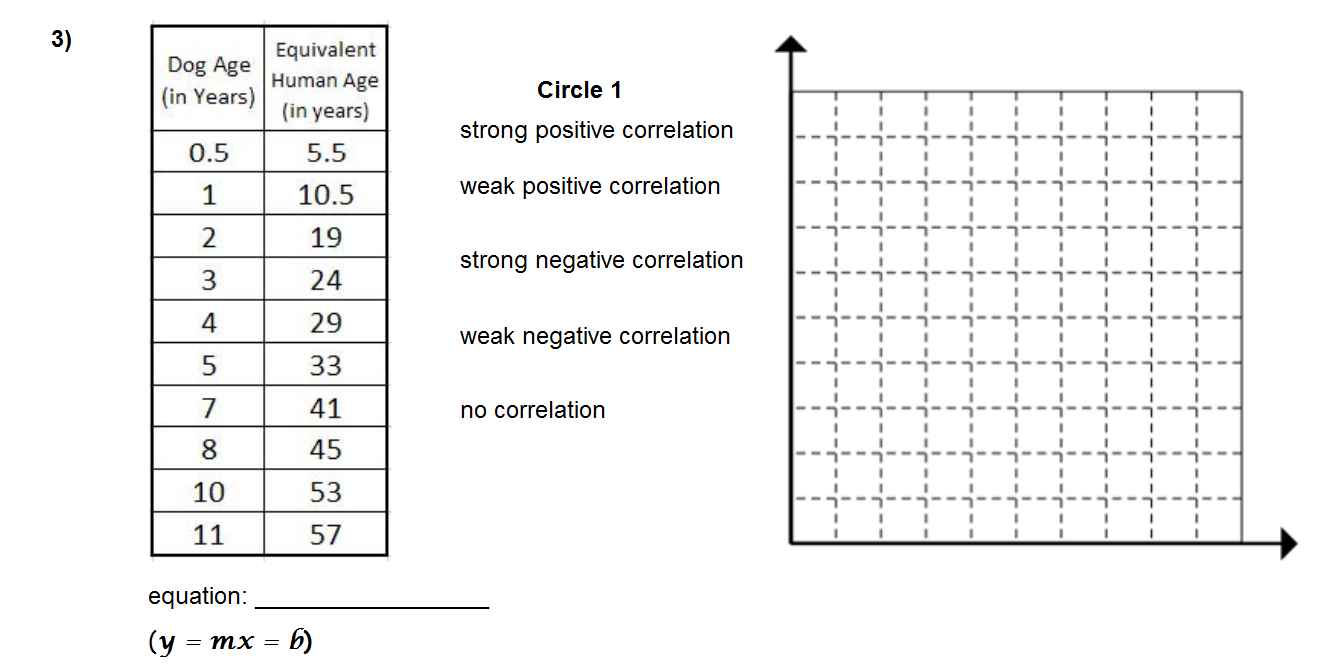 3)
Dog Age
(in Years)
Equivalent
Human Age
(in years)
0.5 5.5
1 10.5
2 19
3 24
4 29
5 33
7 41
8 45
10 53
11 57
Circle 1
strong positive correlation
weak positive correlation
strong negative correlation
weak negative correlation
no correlation
equation: __________________
(y = mx = b)